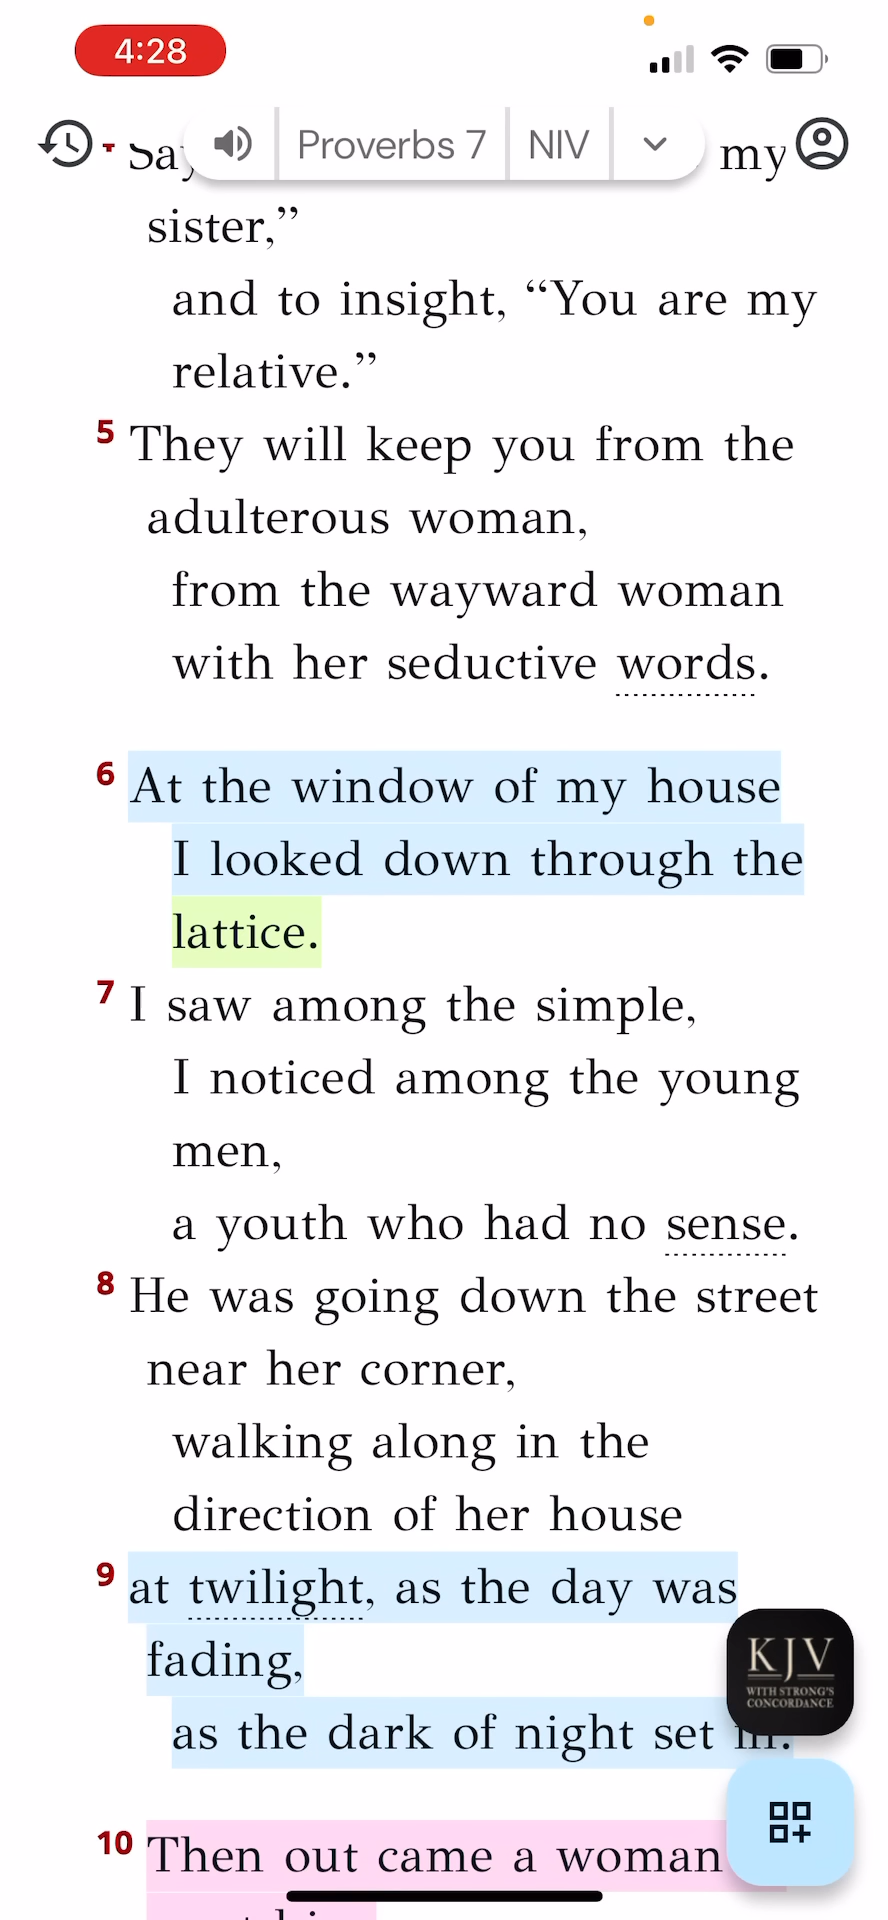 4:28
Proverbs 7 NIV
my
sister,”
and to insight, “You are my
relative.”
5 They will keep you from the
adulterous woman,
from the wayward woman
with her seductive words.
6 At the window of my house
I looked down through the
lattice.
7 I saw among the simple,
I noticed among the young
men,
a youth who had no sense.
8 He was going down the street
near her corner,
walking along in the
direction of her house
9 at twilight, as the day was
fading,
as the dark of night set in.
KJV
WITH STRONG'S
CONCORDANCE
10 Then out came a woman